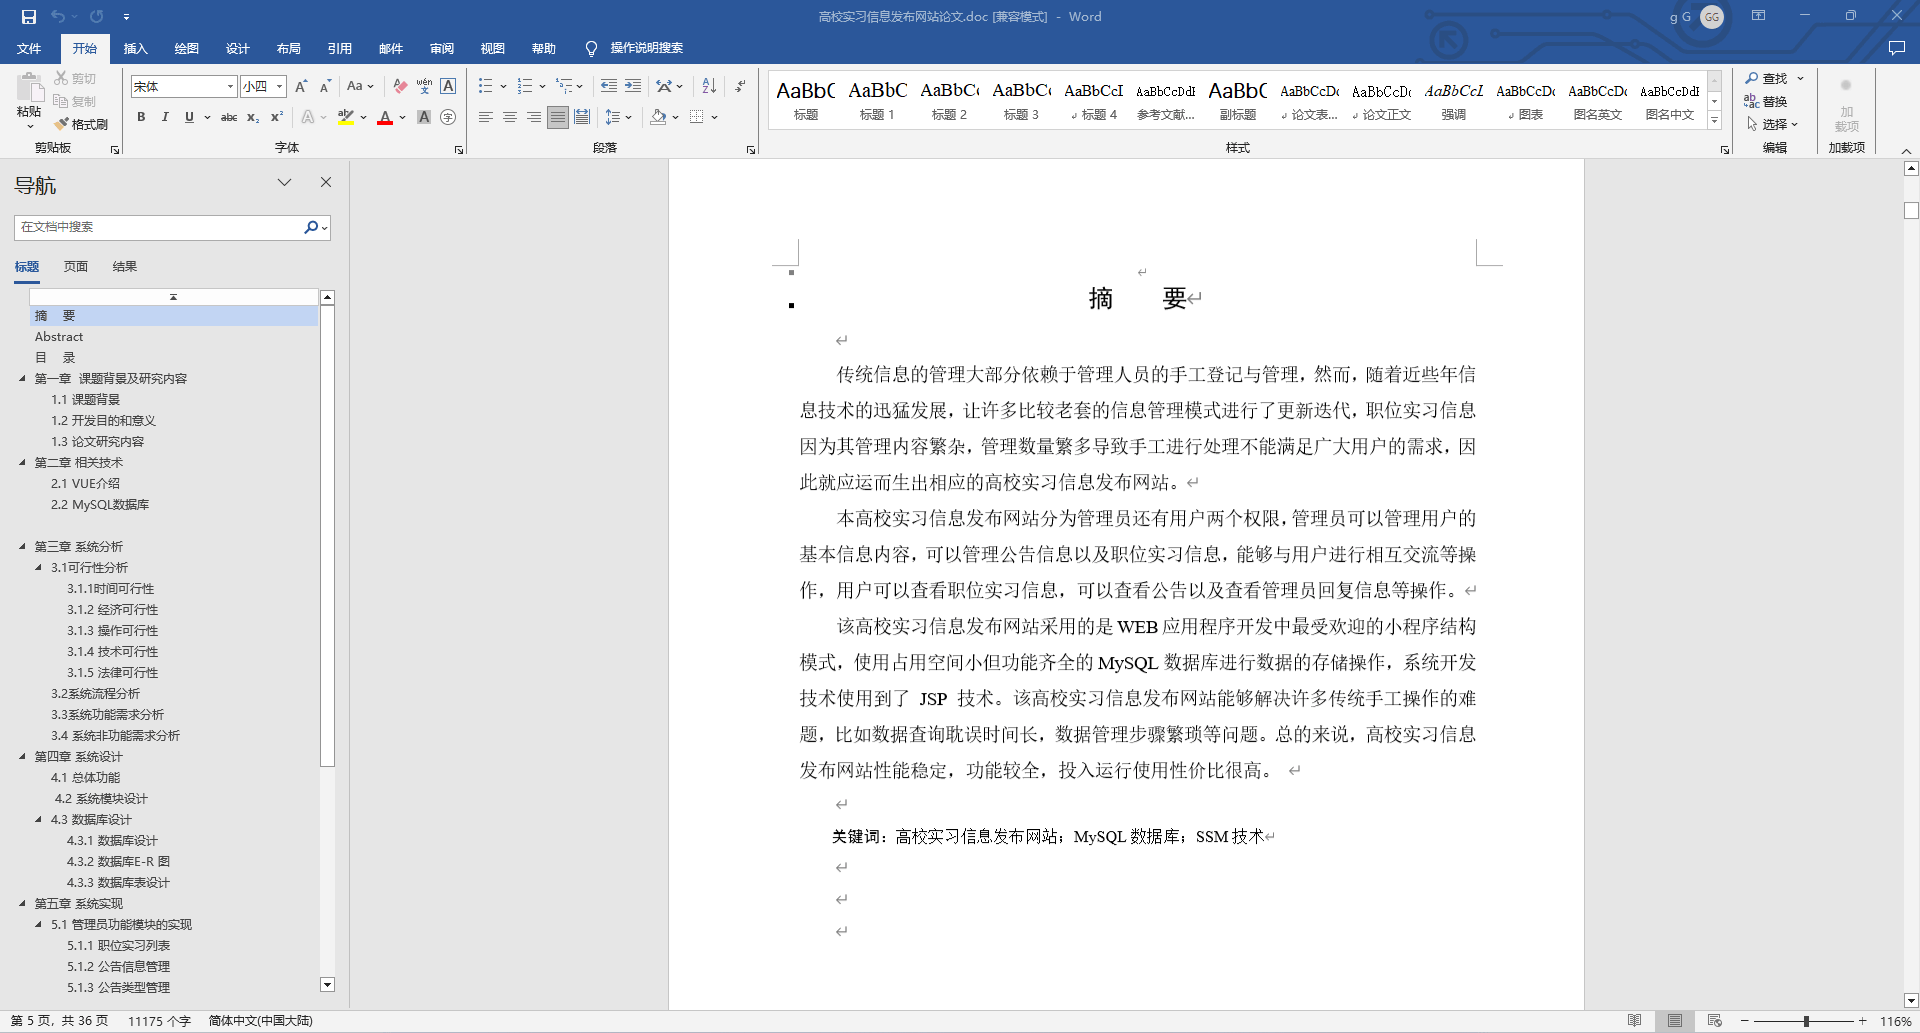 高校实习信息发布网站论文.doc [兼容模式] - Word
g G GG
文件 开始 插入 绘图 设计 布局 引用 邮件 审阅 视图 帮助 操作说明搜索
粘贴 剪切 复制 格式刷
剪贴板
宋体 小四
字体
段落
AaBbC 标题
AaBbC 标题 1
AaBbC 标题 2
AaBbC 标题 3
AaBbCcI 标题 4
AaBbCcDdE 参考文献...
AaBbC 副标题
AaBbCcDc 论文表...
AaBbCcDc 论文正文
AaBbCcL 强调
AaBbCcDc 图表
AaBbCcDc 图名英文
AaBbCcDdE 图名中文
样式
查找
替换
选择
编辑
加载项
加载项
导航
在文档中搜索
标题 页面 结果
摘 要
Abstract
目 录
第一章 课题背景及研究内容
1.1 课题背景
1.2 开发目的和意义
1.3 论文研究内容
第二章 相关技术
2.1 VUE介绍
2.2 MySQL数据库
第三章 系统分析
3.1可行性分析
3.1.1时间可行性
3.1.2 经济可行性
3.1.3 操作可行性
3.1.4 技术可行性
3.1.5 法律可行性
3.2系统流程分析
3.3系统功能需求分析
3.4 系统非功能需求分析
第四章 系统设计
4.1 总体功能
4.2 系统模块设计
4.3 数据库设计
4.3.1 数据库设计
4.3.2 数据库E-R 图
4.3.3 数据库表设计
第五章 系统实现
5.1 管理员功能模块的实现
5.1.1 职位实习列表
5.1.2 公告信息管理
5.1.3 公告类型管理
摘 要
传统信息的管理大部分依赖于管理人员的手工登记与管理，然而，随着近些年信
息技术的迅猛发展，让许多比较老套的信息管理模式进行了更新迭代，职位实习信息
因为其管理内容繁杂，管理数量繁多导致手工进行处理不能满足广大用户的需求，因
此就应运而生出相应的高校实习信息发布网站。
本高校实习信息发布网站分为管理员还有用户两个权限，管理员可以管理用户的
基本信息内容，可以管理公告信息以及职位实习信息，能够与用户进行相互交流等操
作，用户可以查看职位实习信息，可以查看公告以及查看管理员回复信息等操作。
该高校实习信息发布网站采用的是 WEB 应用程序开发中最受欢迎的小程序结构
模式，使用占用空间小但功能齐全的 MySQL 数据库进行数据的存储操作，系统开发
技术使用到了 JSP 技术。该高校实习信息发布网站能够解决许多传统手工操作的难
题，比如数据查询耽误时间长，数据管理步骤繁琐等问题。总的来说，高校实习信息
发布网站性能稳定，功能较全，投入运行使用性价比很高。
关键词：高校实习信息发布网站；MySQL 数据库；SSM 技术
第 5 页，共 36 页 11175 个字 简体中文(中国大陆) 116%